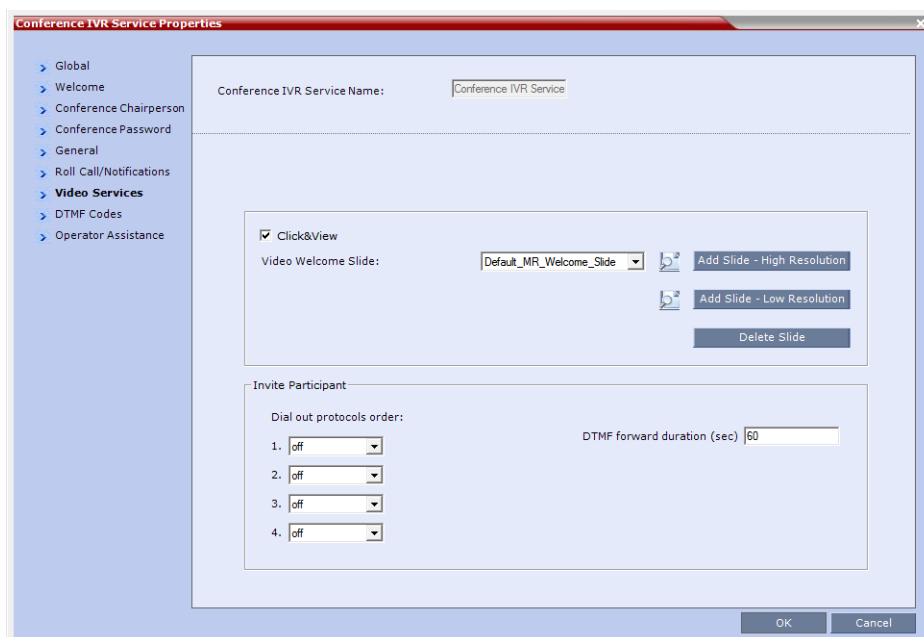 Conference IVR Service Properties
Global
Welcome
Conference Chairperson
Conference Password
General
Roll Call/Notifications
Video Services
DTMF Codes
Operator Assistance
Conference IVR Service Name: Conference IVR Service
Click&View
Video Welcome Slide: Default_MR_Welcome_Slide Add Slide - High Resolution
Add Slide - Low Resolution
Delete Slide
Invite Participant
Dial out protocols order:
DTMF forward duration (sec) 60
1. off
2. off
3. off
4. off
OK Cancel